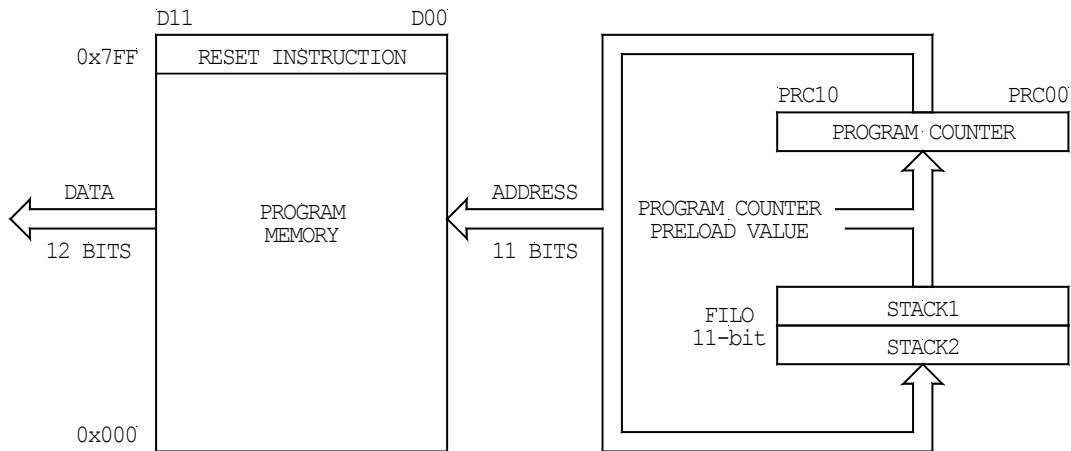 D11
D00
0x7FF
RESET INSTRUCTION
PRC10
PRC00
PROGRAM COUNTER
DATA
12 BITS
PROGRAM
MEMORY
ADDRESS
11 BITS
PROGRAM COUNTER
PRELOAD VALUE
FILO
11-bit
STACK1
STACK2
0x000